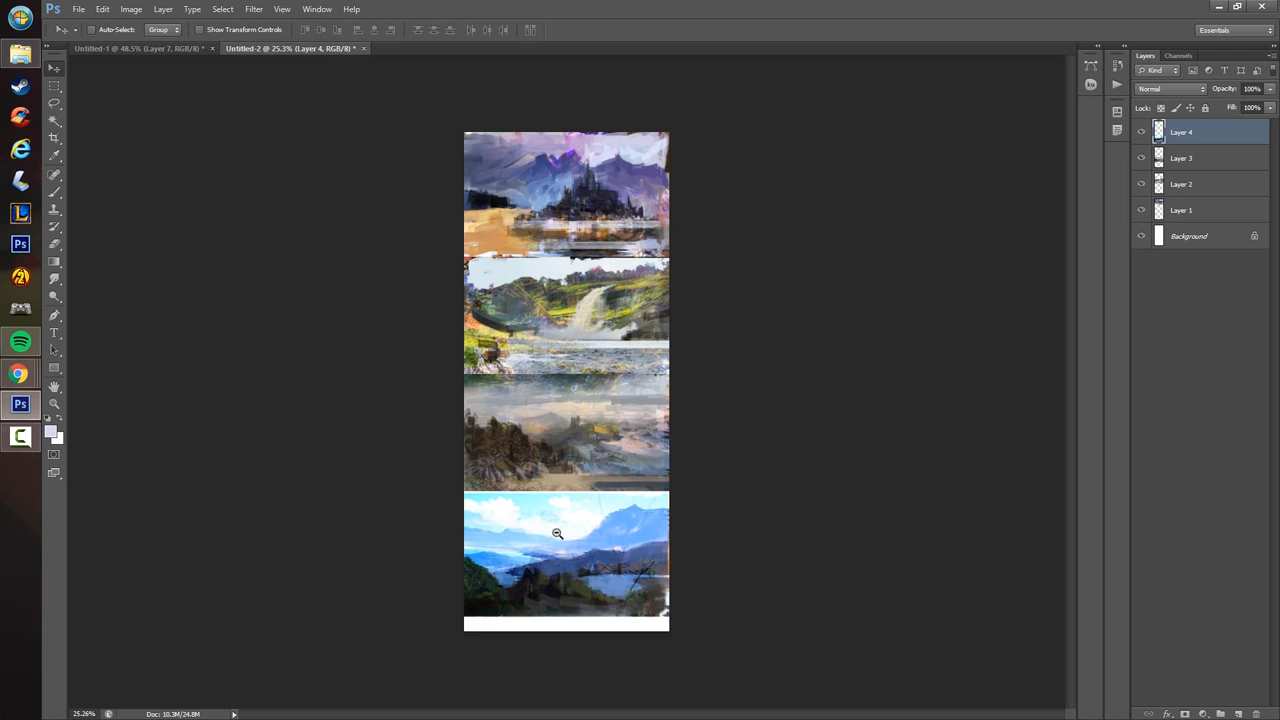 Ps File Edit Image Layer Type Select Filter View Window Help
Auto-Select: Group Show Transform Controls Essentials
Untitled-1 @ 48.5% (Layer 7, RGB/8) * × Untitled-2 @ 25.3% (Layer 4, RGB/8) * ×
Layers Channels
Kind
Normal Opacity: 100%
Lock: Fill: 100%
Layer 4
Layer 3
Layer 2
Layer 1
Background
25.26% Doc: 10.3M/24.8M